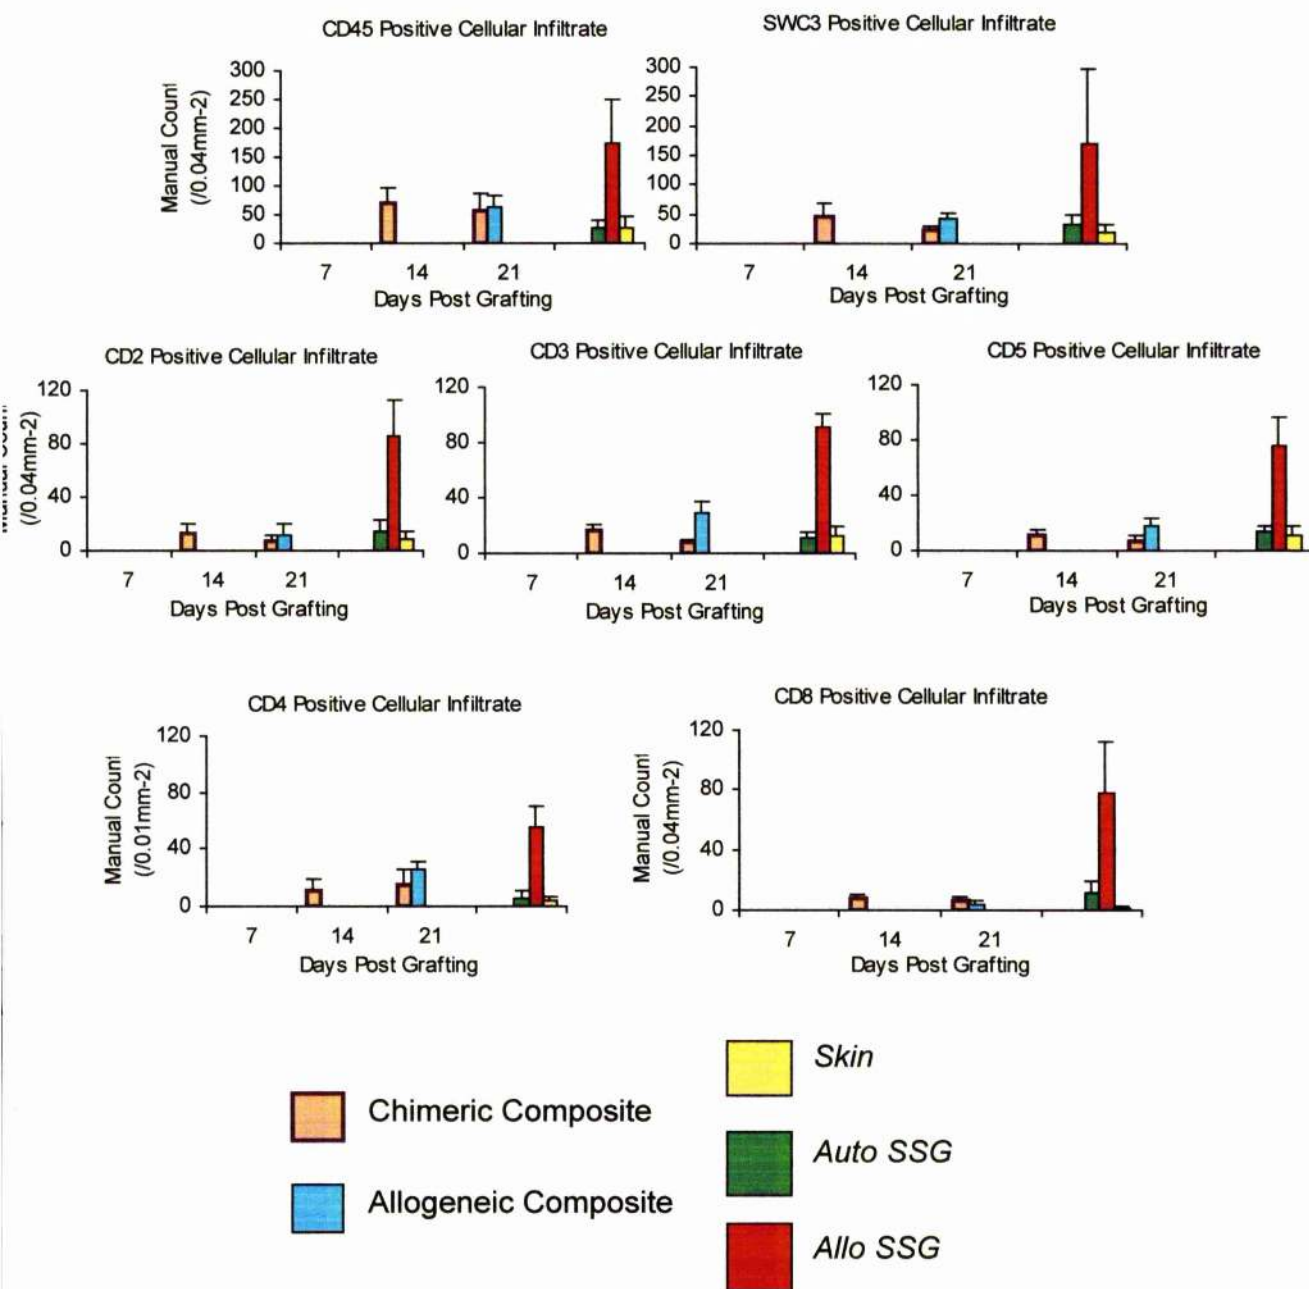 CD45 Positive Cellular Infiltrate
Manual Count
(/0.04mm-2)
300
250
200
150
100
50
0
7 14 21
Days Post Grafting
SWC3 Positive Cellular Infiltrate
300
250
200
150
100
50
0
7 14 21
Days Post Grafting
CD2 Positive Cellular Infiltrate
(/0.04mm-2)
120
80
40
0
7 14 21
Days Post Grafting
CD3 Positive Cellular Infiltrate
120
80
40
0
7 14 21
Days Post Grafting
CD5 Positive Cellular Infiltrate
120
80
40
0
7 14 21
Days Post Grafting
CD4 Positive Cellular Infiltrate
Manual Count
(/0.01mm-2)
120
80
40
0
7 14 21
Days Post Grafting
CD8 Positive Cellular Infiltrate
Manual Count
(/0.04mm-2)
120
80
40
0
7 14 21
Days Post Grafting
Chimeric Composite
Allogeneic Composite
Skin
Auto SSG
Allo SSG